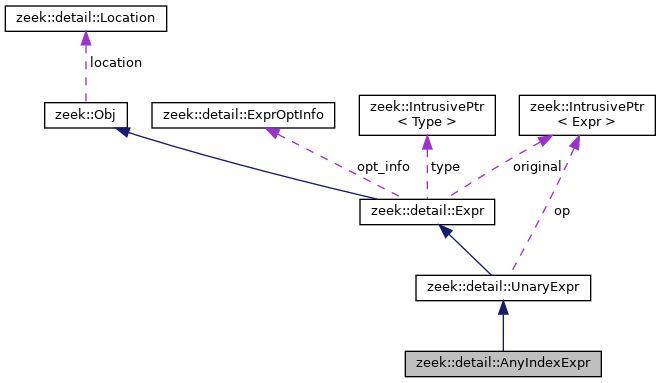 zeek::detail::Location
location
zeek::Obj
zeek::detail::ExprOptInfo
zeek::IntrusivePtr
< Type >
zeek::IntrusivePtr
< Expr >
opt_info
type
original
zeek::detail::Expr
op
zeek::detail::UnaryExpr
zeek::detail::AnyIndexExpr